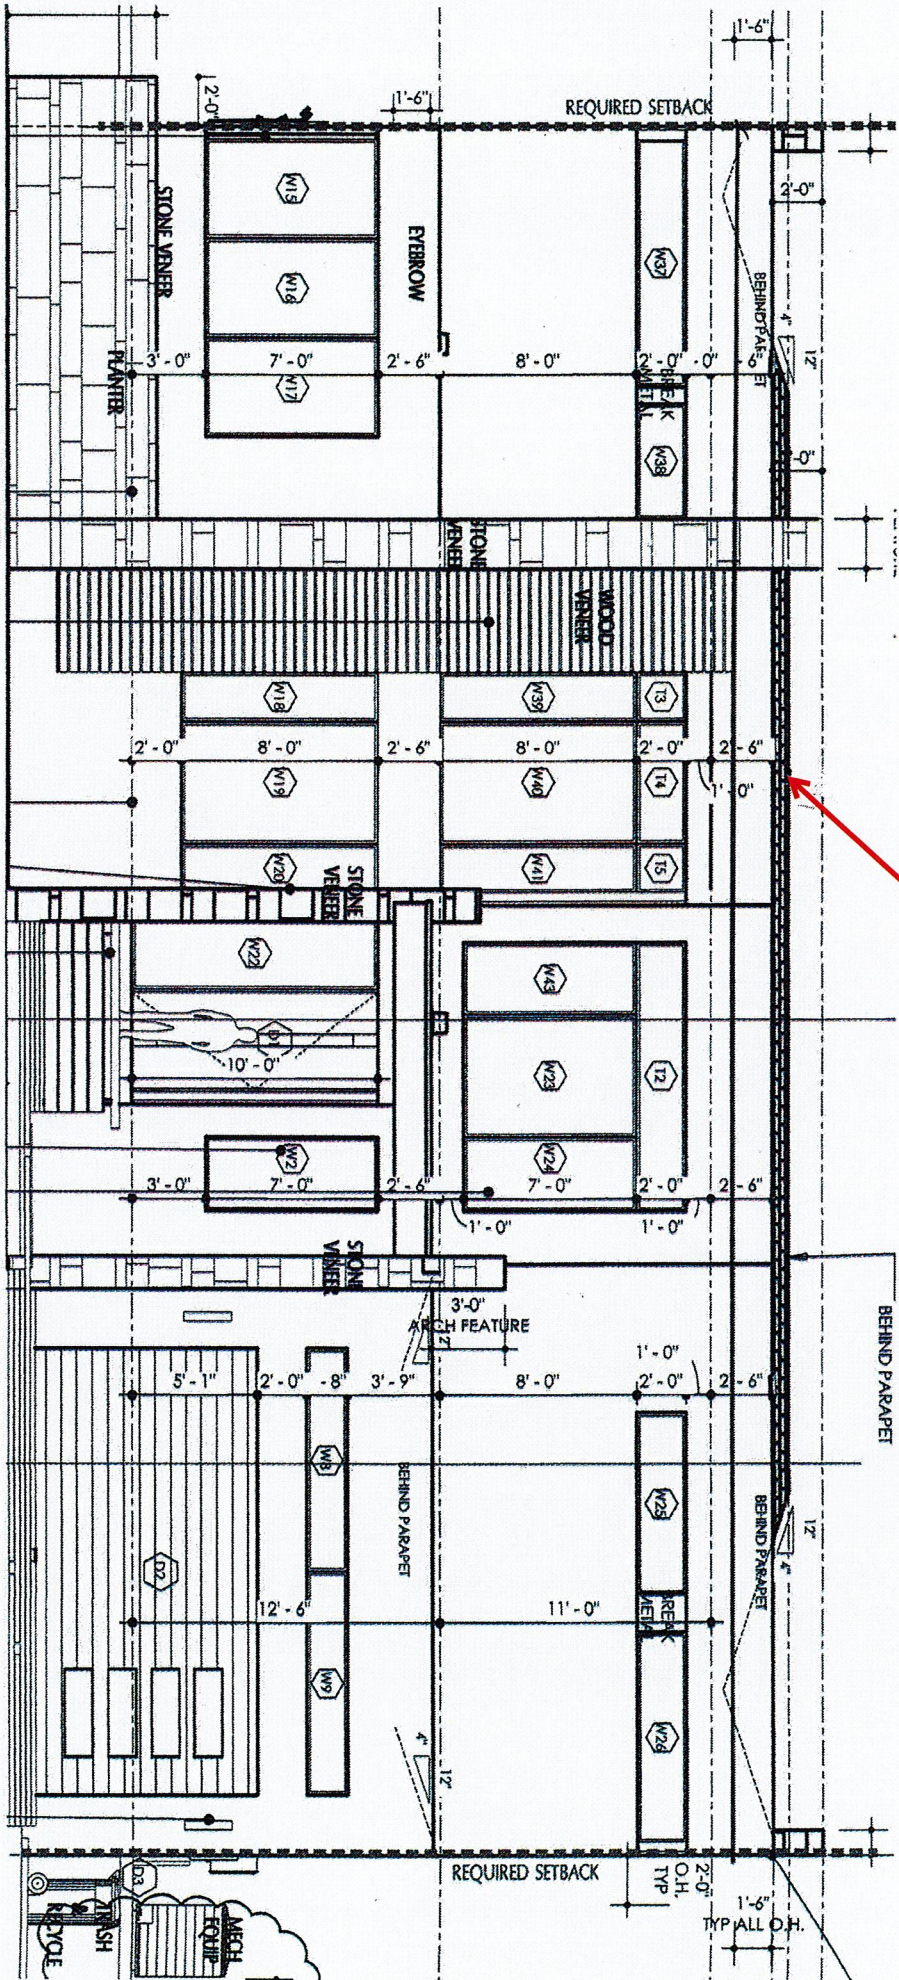 1'-6"
2'-0"
1'-6"
REQUIRED SETBACK
2'-0"
STONE VENEER
W15
EYEBROW
W37
W16
BEHIND PARAPET
4"
12"
PLANTER
3'-0"
7'-0"
2'-6"
8'-0"
2'-0"
-0"
-6"
W17
BREAK
METAL
W38
-0"
STONE
VENEER
WOOD
VENEER
W18
W39
T3
2'-0"
8'-0"
2'-6"
8'-0"
2'-0"
2'-6"
W19
W40
T4
1'-0"
W20
W41
T5
STONE
VENEER
W22
W43
D1
10'-0"
W23
T2
W2
W24
3'-0"
7'-0"
2'-6"
7'-0"
2'-0"
2'-6"
1'-0"
1'-0"
STONE
VENEER
3'-0"
ARCH FEATURE
12"
BEHIND PARAPET
1'-0"
5'-1"
2'-0"
-8"
3'-9"
8'-0"
2'-0"
2'-6"
W8
BEHIND PARAPET
W25
BEHIND PARAPET
12"
4"
D2
12'-6"
11'-0"
BREAK
METAL
W9
W26
4"
12"
REQUIRED SETBACK
2'-0"
O.H.
TYP
D3
1'-6"
TYP ALL O.H.
TRASH
RECYCLE
MECH
EQUIP